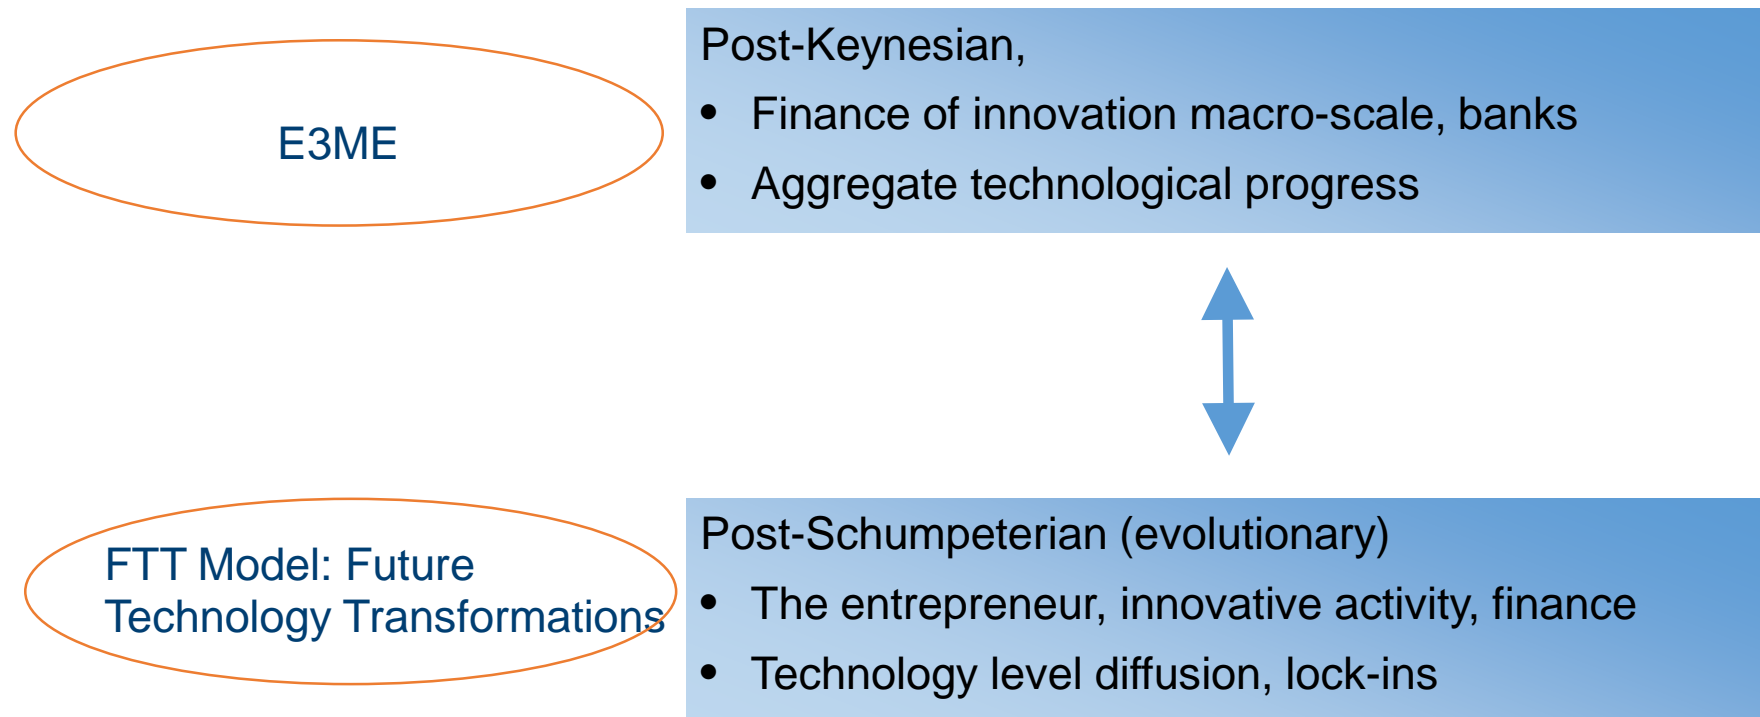 E3ME
Post-Keynesian,
• Finance of innovation macro-scale, banks
• Aggregate technological progress
FTT Model: Future
Technology Transformations
Post-Schumpeterian (evolutionary)
• The entrepreneur, innovative activity, finance
• Technology level diffusion, lock-ins